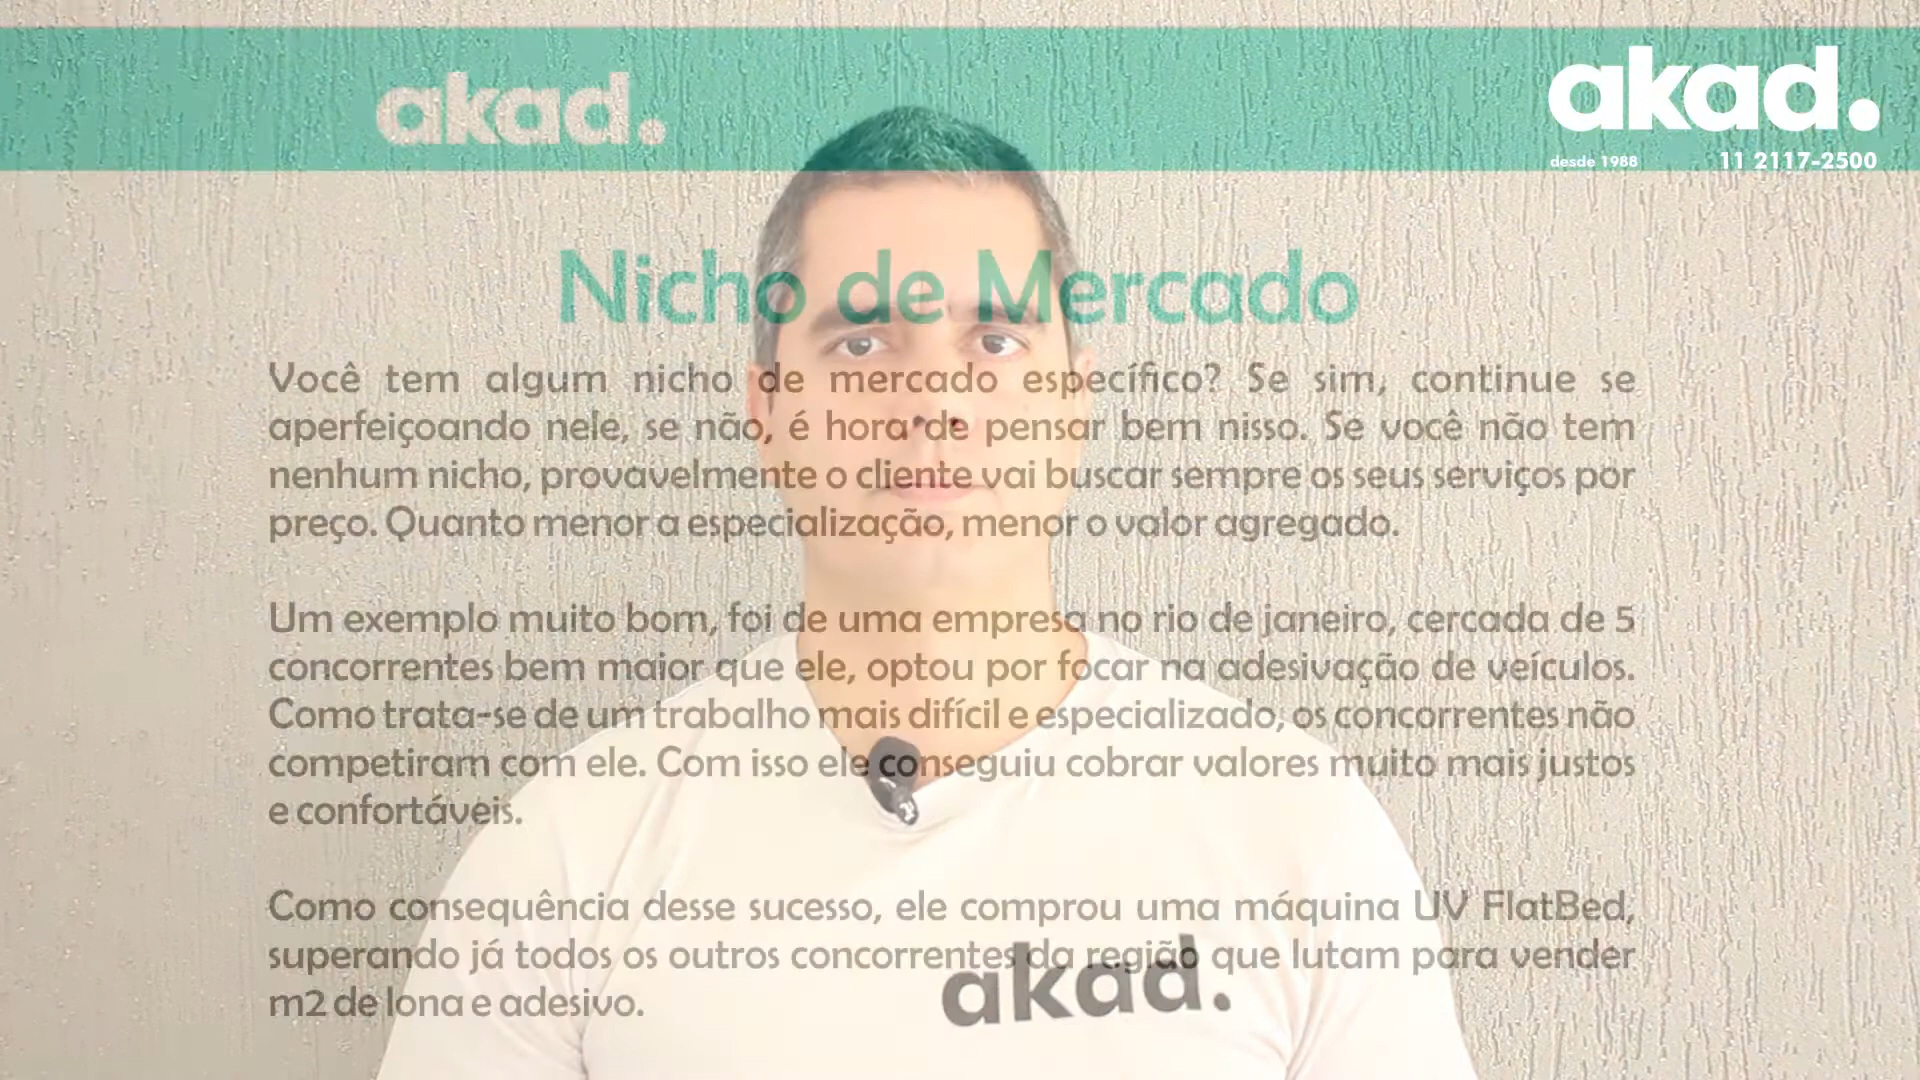 akad.
akad.
desde 1988 11 2117-2500
Nicho de Mercado
Você tem algum nicho de mercado específico? Se sim, continue se
aperfeiçoando nele, se não, é hora de pensar bem nisso. Se você não tem
nenhum nicho, provavelmente o cliente vai buscar sempre os seus serviços por
preço. Quanto menor a especialização, menor o valor agregado.
Um exemplo muito bom, foi de uma empresa no rio de janeiro, cercada de 5
concorrentes bem maior que ele, optou por focar na adesivação de veículos.
Como trata-se de um trabalho mais difícil e especializado, os concorrentes não
competiram com ele. Com isso ele conseguiu cobrar valores muito mais justos
e confortáveis.
Como consequência desse sucesso, ele comprou uma máquina UV FlatBed,
superando já todos os outros concorrentes da região que lutam para vender
m2 de lona e adesivo.
akad.